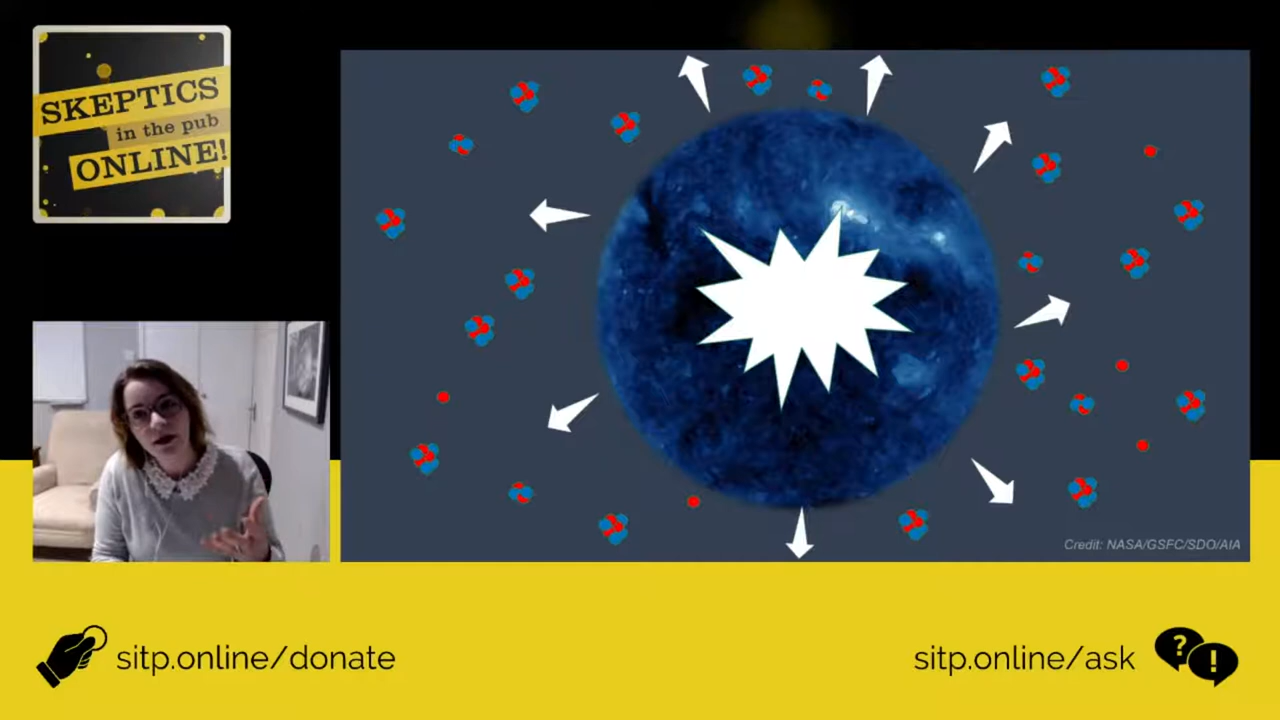 SKEPTICS
in the pub
ONLINE!
Credit: NASA/GSFC/SDO/AIA
sitp.online/donate
sitp.online/ask
?
!